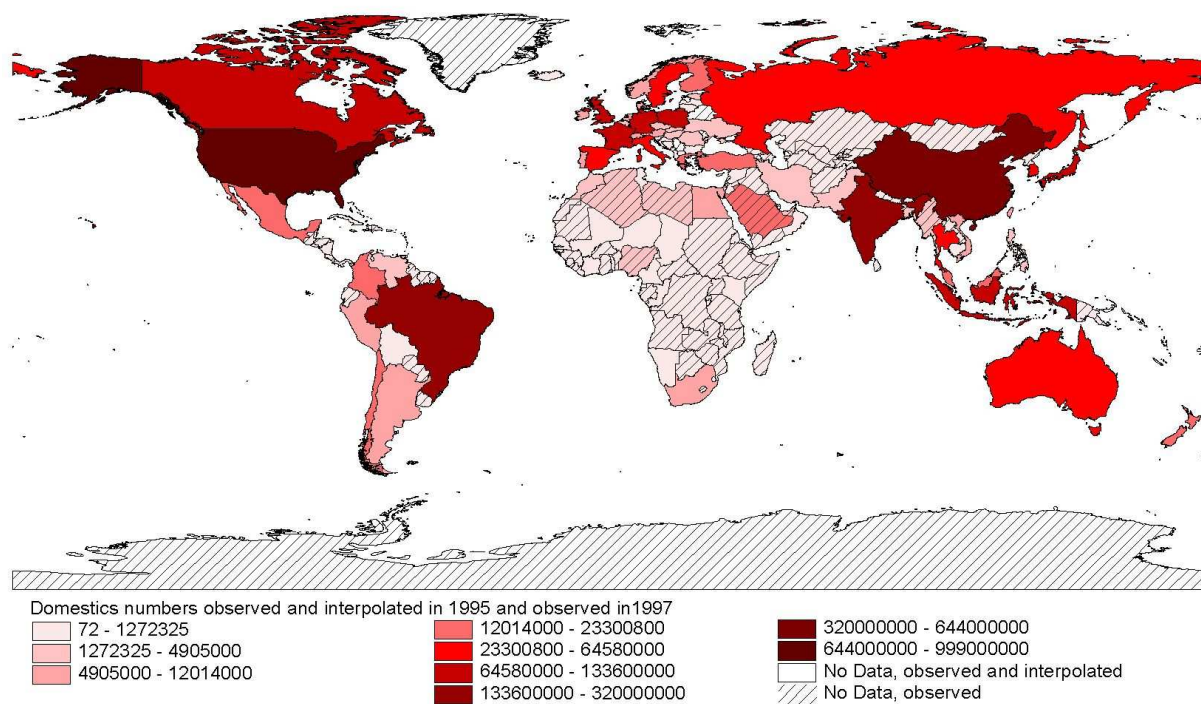 Domestics numbers observed and interpolated in 1995 and observed in1997
72 - 1272325
1272325 - 4905000
4905000 - 12014000
12014000 - 23300800
23300800 - 64580000
64580000 - 133600000
133600000 - 320000000
320000000 - 644000000
644000000 - 999000000
No Data, observed and interpolated
No Data, observed